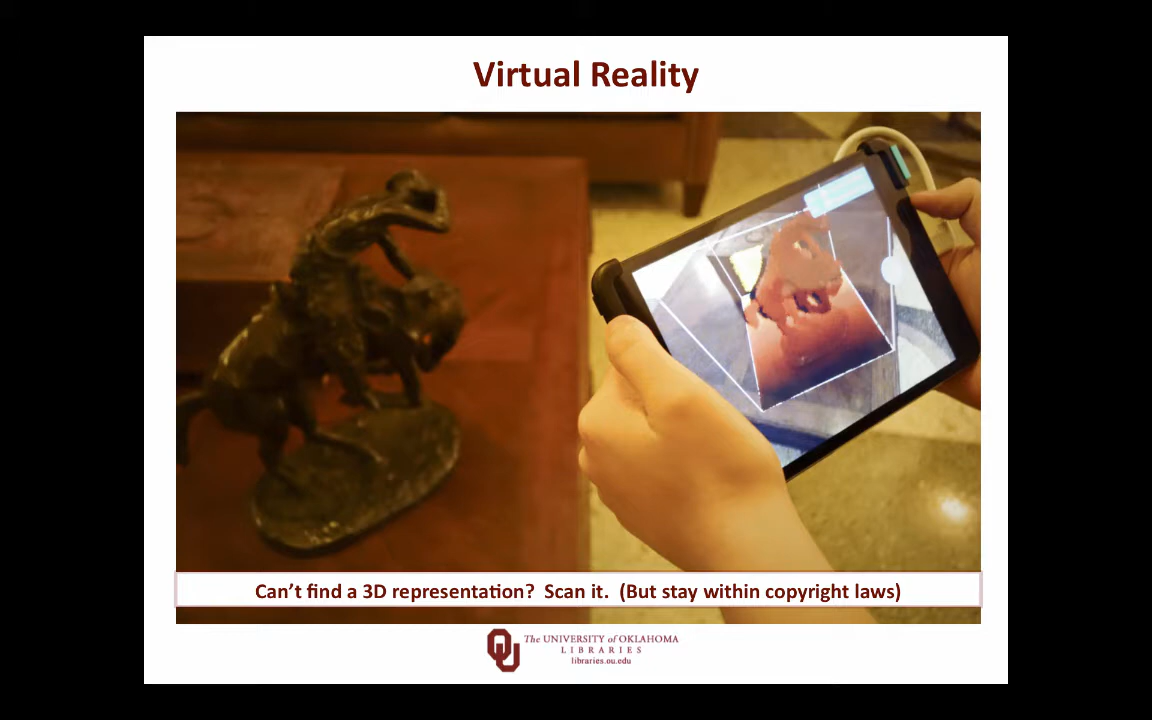 Virtual Reality
Can't find a 3D representation?  Scan it.  (But stay within copyright laws)
The UNIVERSITY of OKLAHOMA
LIBRARIES
libraries.ou.edu